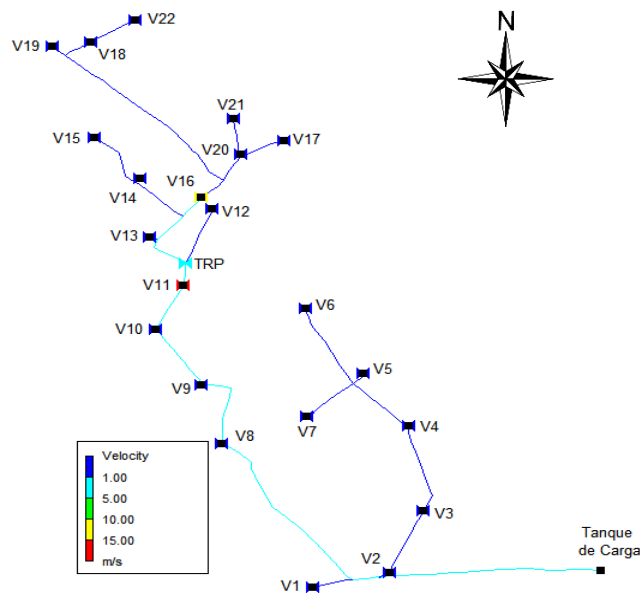 V22
N
V19
V18
V21
V15
V20
V17
V16
V14
V12
V13
TRP
V11
V6
V10
V5
V9
V7
V4
V8
Velocity
1.00
5.00
10.00
15.00
m/s
V3
Tanque
de Carga
V2
V1